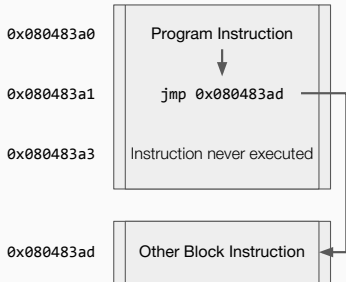 0x080483a0 Program Instruction
0x080483a1 jmp 0x080483ad
0x080483a3 Instruction never executed
0x080483ad Other Block Instruction